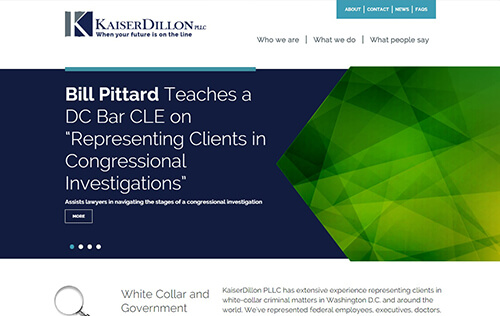 ABOUT | CONTACT | NEWS | FAQS
K KAISERDILLON PLLC
When your future is on the line
Who we are | What we do | What people say
Bill Pittard Teaches a
DC Bar CLE on
"Representing Clients in
Congressional
Investigations"
Assists lawyers in navigating the stages of a congressional investigation
MORE
White Collar and
Government
KaiserDillon PLLC has extensive experience representing clients in
white-collar criminal matters in Washington D.C. and around the
world. We've represented federal employees, executives, doctors,